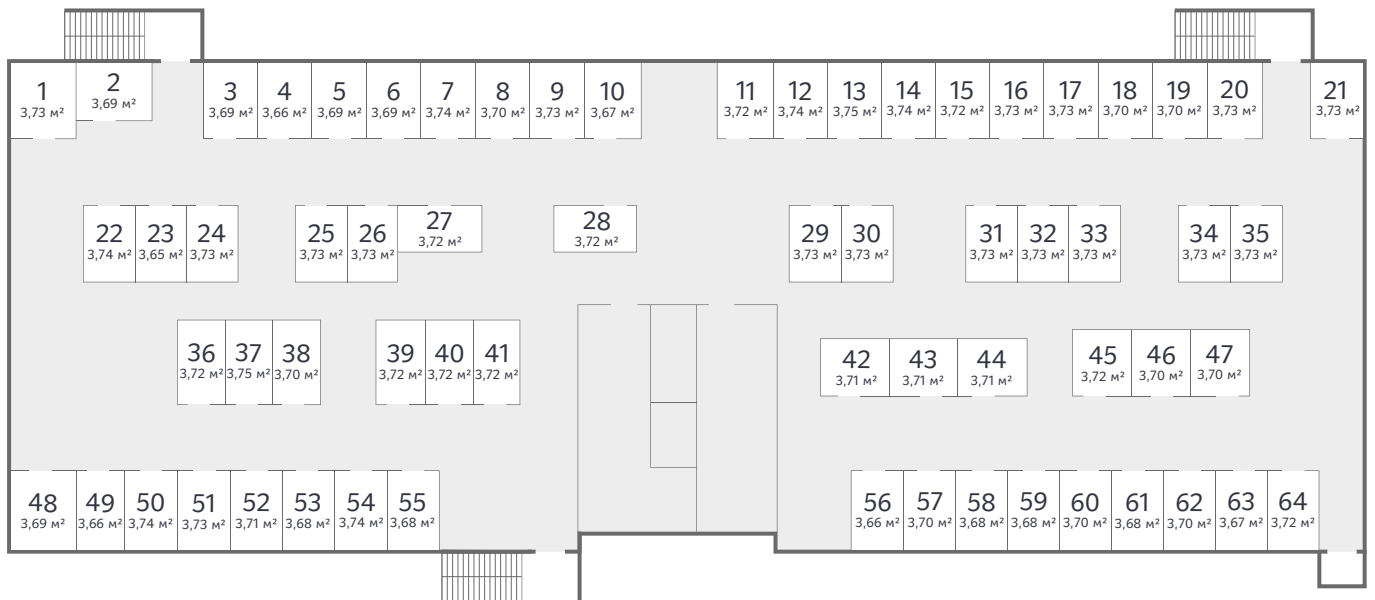 1
3,73 м²
2
3,69 м²
3
3,69 м²
4
3,66 м²
5
3,69 м²
6
3,69 м²
7
3,74 м²
8
3,70 м²
9
3,73 м²
10
3,67 м²
11
3,72 м²
12
3,74 м²
13
3,75 м²
14
3,74 м²
15
3,72 м²
16
3,73 м²
17
3,73 м²
18
3,70 м²
19
3,70 м²
20
3,73 м²
21
3,73 м²
22
3,74 м²
23
3,65 м²
24
3,73 м²
25
3,73 м²
26
3,73 м²
27
3,72 м²
28
3,72 м²
29
3,73 м²
30
3,73 м²
31
3,73 м²
32
3,73 м²
33
3,73 м²
34
3,73 м²
35
3,73 м²
36
3,72 м²
37
3,75 м²
38
3,70 м²
39
3,72 м²
40
3,72 м²
41
3,72 м²
42
3,71 м²
43
3,71 м²
44
3,71 м²
45
3,72 м²
46
3,70 м²
47
3,70 м²
48
3,69 м²
49
3,66 м²
50
3,74 м²
51
3,73 м²
52
3,71 м²
53
3,68 м²
54
3,74 м²
55
3,68 м²
56
3,66 м²
57
3,70 м²
58
3,68 м²
59
3,68 м²
60
3,70 м²
61
3,68 м²
62
3,70 м²
63
3,67 м²
64
3,72 м²